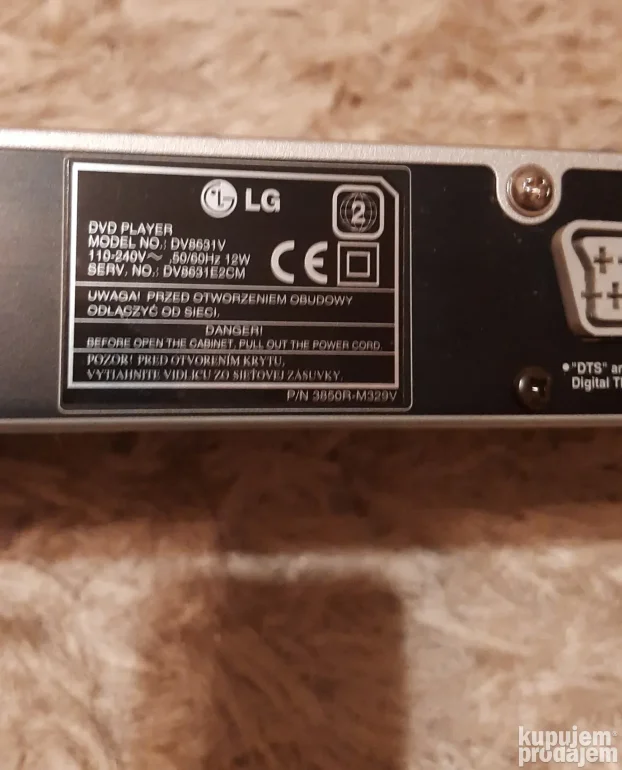 LG
2
DVD PLAYER
MODEL NO.: DV8631V
110-240V ~ ,50/60Hz 12W
SERV. NO.: DV8631E2CM
CE
UWAGA! PRZED OTWORZENIEM OBUDOWY
ODŁĄCZYĆ OD SIECI.
DANGER!
BEFORE OPEN THE CABINET, PULL OUT THE POWER CORD.
POZOR! PRED OTVORENÍM KRYTU,
VYTIAHNITE VIDLICU ZO SIEŤOVEJ ZÁSUVKY.
P/N 3850R-M329V
"DTS" an
Digital Th
kupujem
prodajem